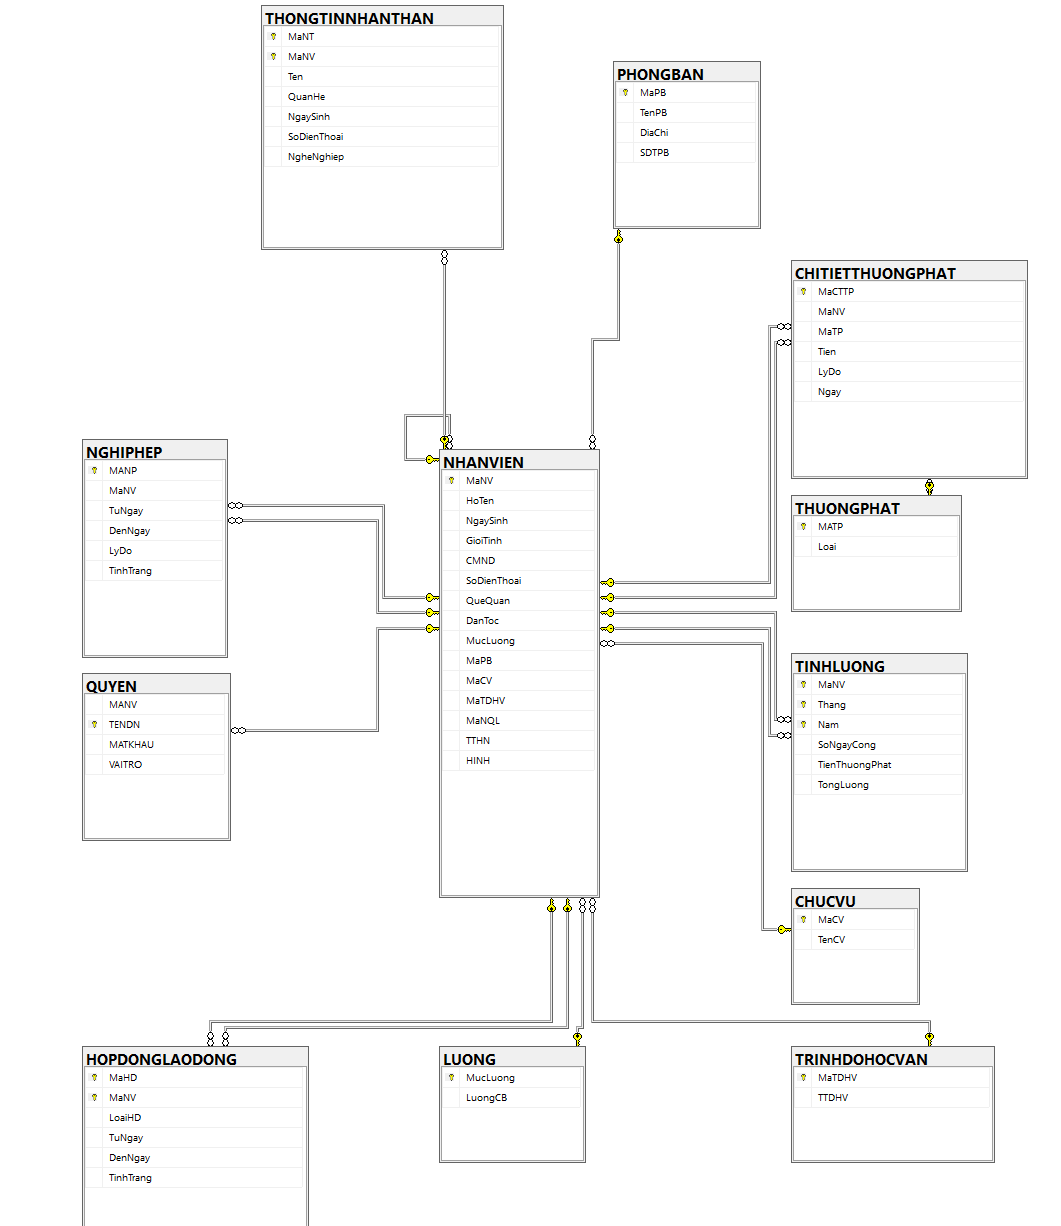 THONGTINNHANTHAN
MaNT
MaNV
Ten
QuanHe
NgaySinh
SoDienThoai
NgheNghiep
PHONGBAN
MaPB
TenPB
DiaChi
SDTPB
CHITIETTHUONGPHAT
MaCTTP
MaNV
MaTP
Tien
LyDo
Ngay
NGHIPHEP
MANP
MaNV
TuNgay
DenNgay
LyDo
TinhTrang
NHANVIEN
MaNV
HoTen
NgaySinh
GioiTinh
CMND
SoDienThoai
QueQuan
DanToc
MucLuong
MaPB
MaCV
MaTDHV
MaNQL
TTHN
HINH
THUONGPHAT
MATP
Loai
QUYEN
MANV
TENDN
MATKHAU
VAITRO
TINHLUONG
MaNV
Thang
Nam
SoNgayCong
TienThuongPhat
TongLuong
CHUCVU
MaCV
TenCV
HOPDONGLAODONG
MaHD
MaNV
LoaiHD
TuNgay
DenNgay
TinhTrang
LUONG
MucLuong
LuongCB
TRINHDOHOCVAN
MaTDHV
TTDHV